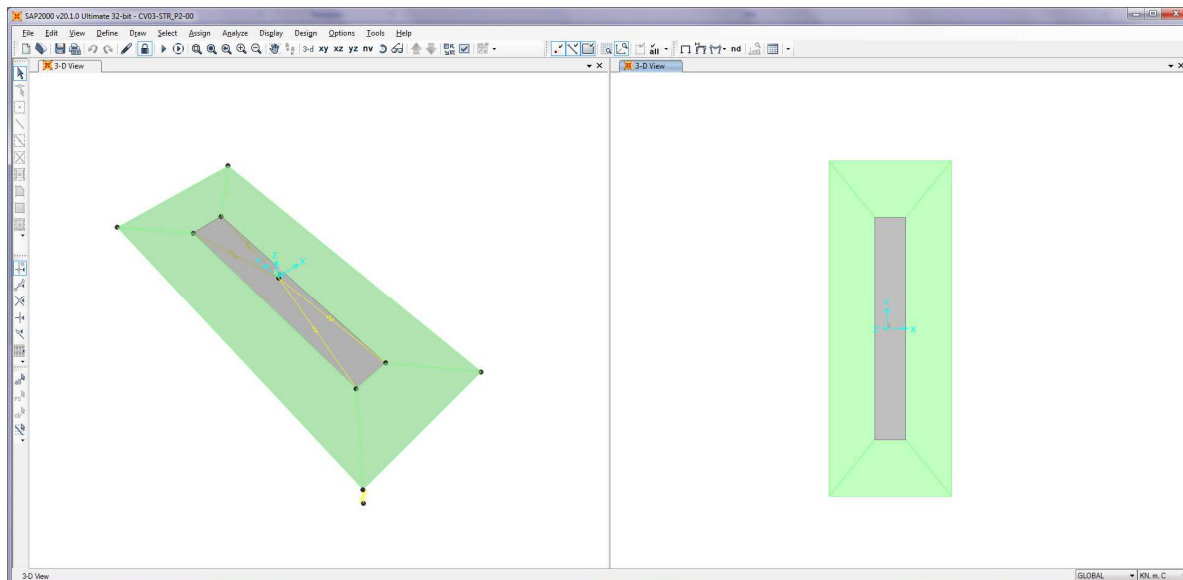 SAP2000 v20.1.0 Ultimate 32-bit - CV03-STR_P2-00
File Edit View Define Draw Select Assign Analyze Display Design Options Tools Help
3-d xy xz yz nv all nd
3-D View
3-D View
Z
X
X
3-D View
GLOBAL
KN, m, C